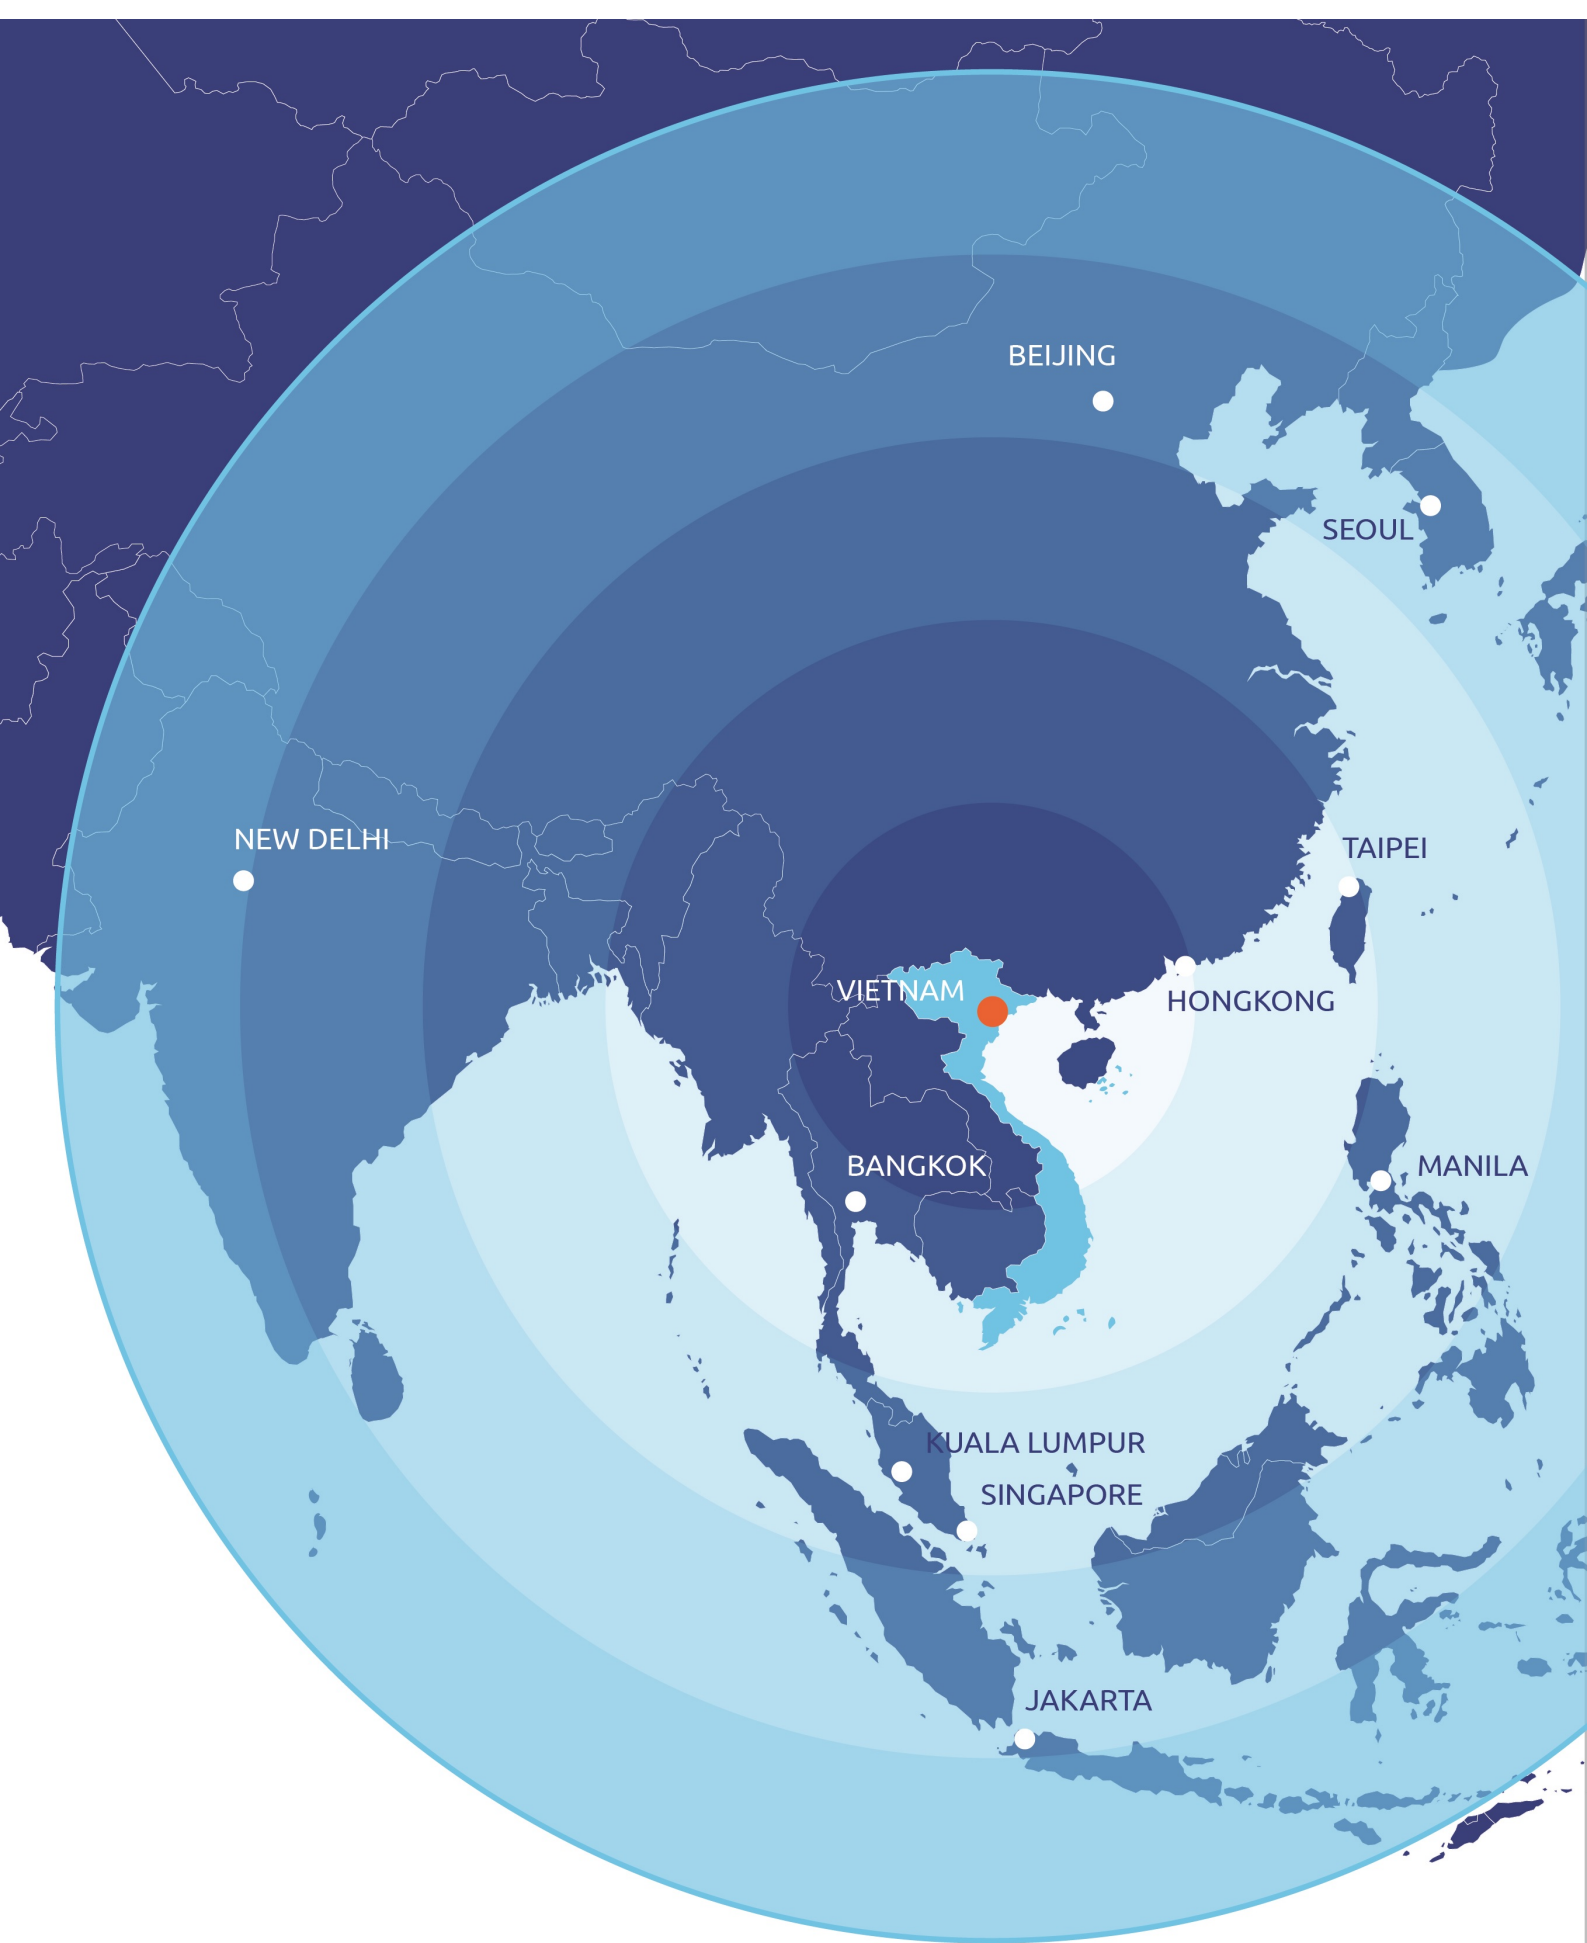 BEIJING
SEOUL
NEW DELHI
TAIPEI
VIETNAM
HONGKONG
BANGKOK
MANILA
KUALA LUMPUR
SINGAPORE
JAKARTA